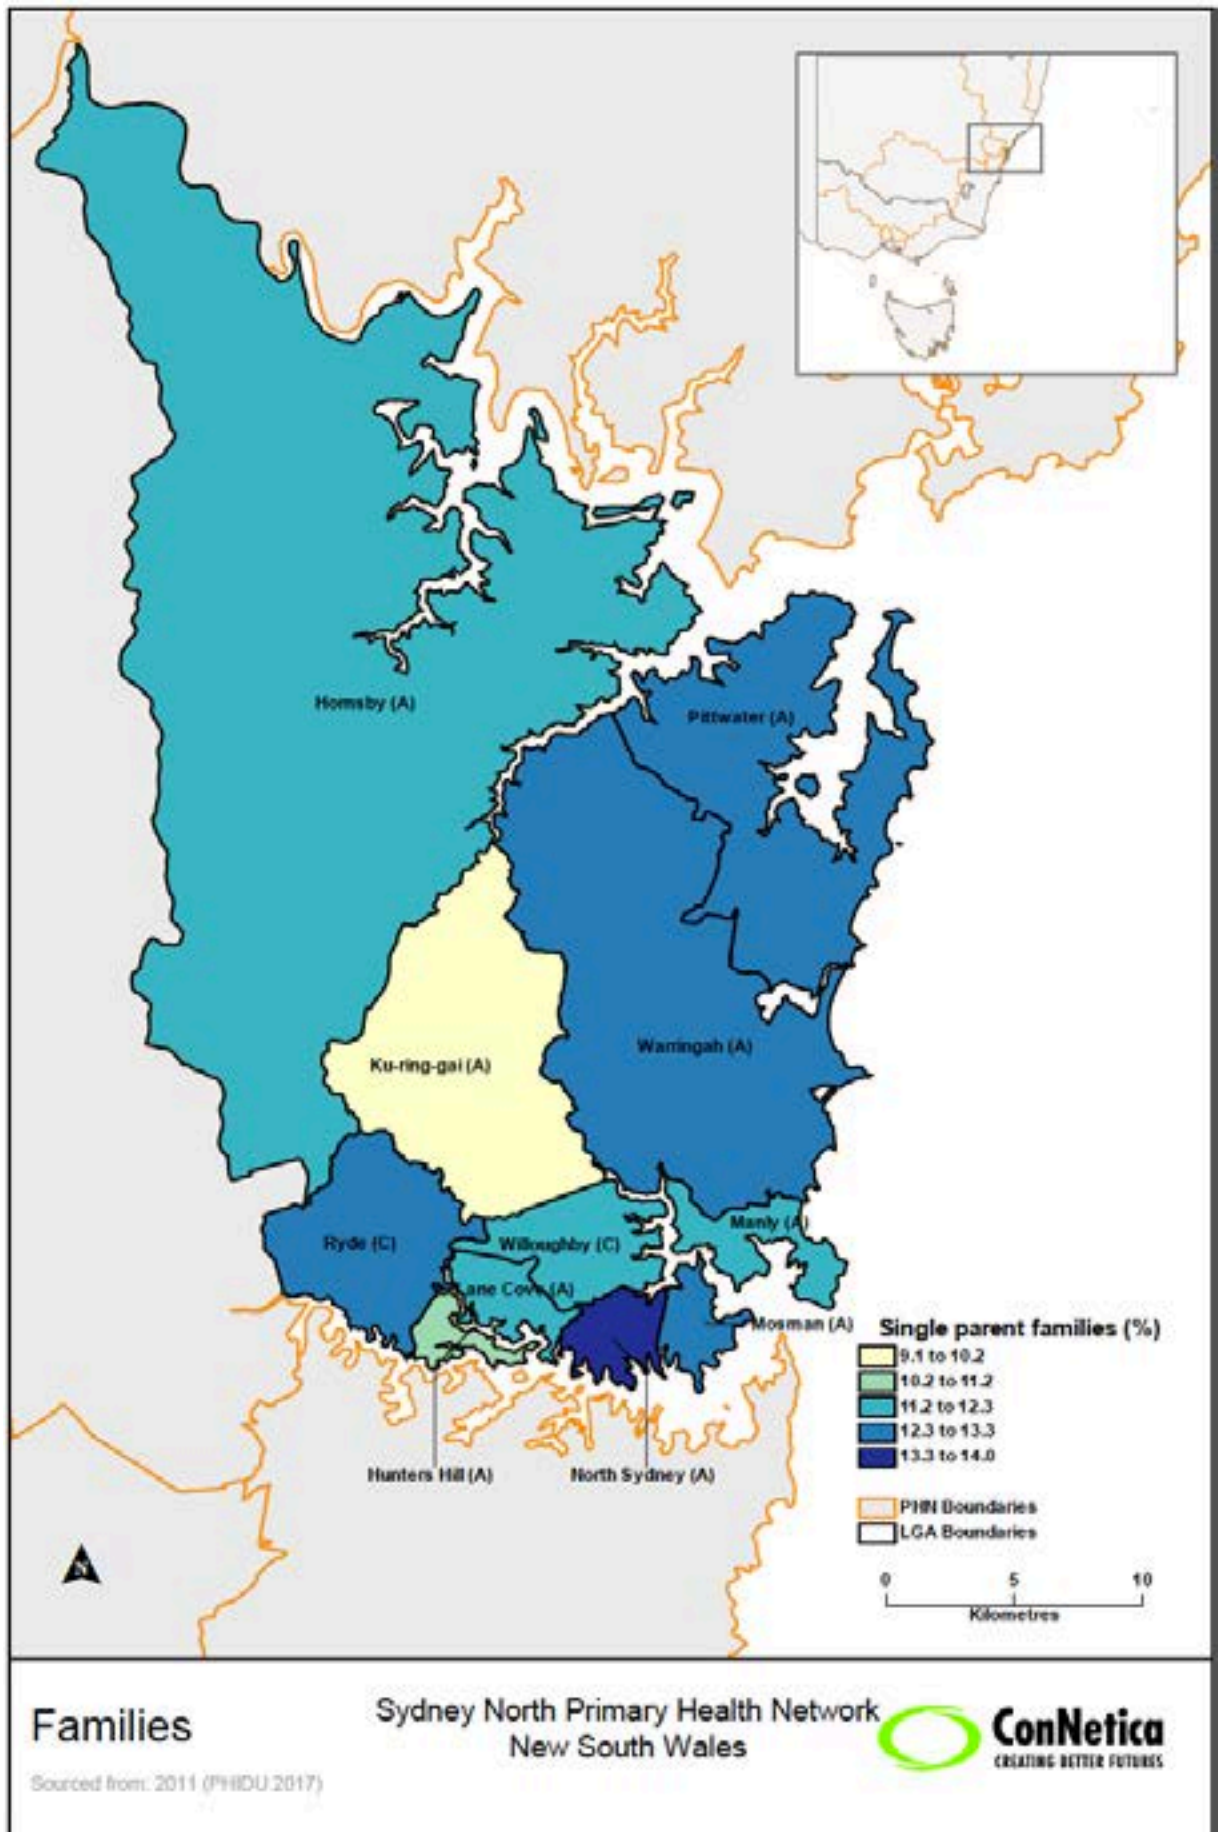 Hornsby (A)
Pittwater (A)
Warringah (A)
Ku-ring-gai (A)
Manly (A)
Ryde (C)
Willoughby (C)
Lane Cove (A)
Mosman (A)
Hunters Hill (A)
North Sydney (A)
Single parent families (%)
9.1 to 10.2
10.2 to 11.2
11.2 to 12.3
12.3 to 13.3
13.3 to 14.0
PHN Boundaries
LGA Boundaries
0 5 10
Kilometres
N
Families
Sourced from: 2011 (PHIDU 2017)
Sydney North Primary Health Network
New South Wales
ConNetica
CREATING BETTER FUTURES